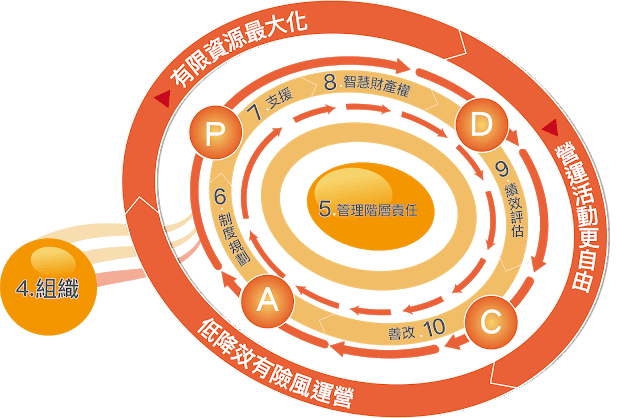 有限資源最大化
營運活動更自由
低降效有險風運營
P
D
C
A
4.組織
5.管理階層責任
6.制度規劃
7.支援
8.智慧財產權
9.績效評估
善改.10